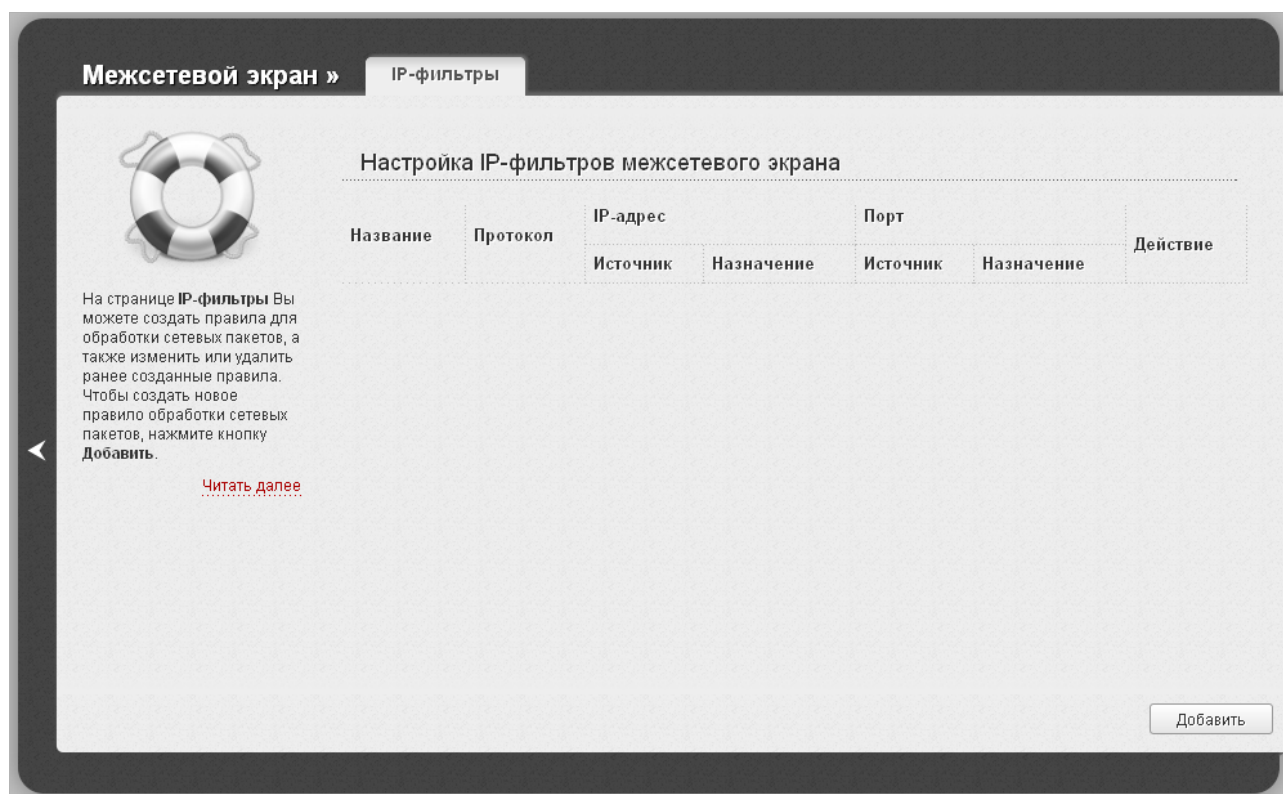 Межсетевой экран »
IP-фильтры
Настройка IP-фильтров межсетевого экрана
Название
Протокол
IP-адрес
Порт
Действие
Источник
Назначение
Источник
Назначение
На странице IP-фильтры Вы
можете создать правила для
обработки сетевых пакетов, а
также изменить или удалить
ранее созданные правила.
Чтобы создать новое
правило обработки сетевых
пакетов, нажмите кнопку
Добавить.
Читать далее
Добавить